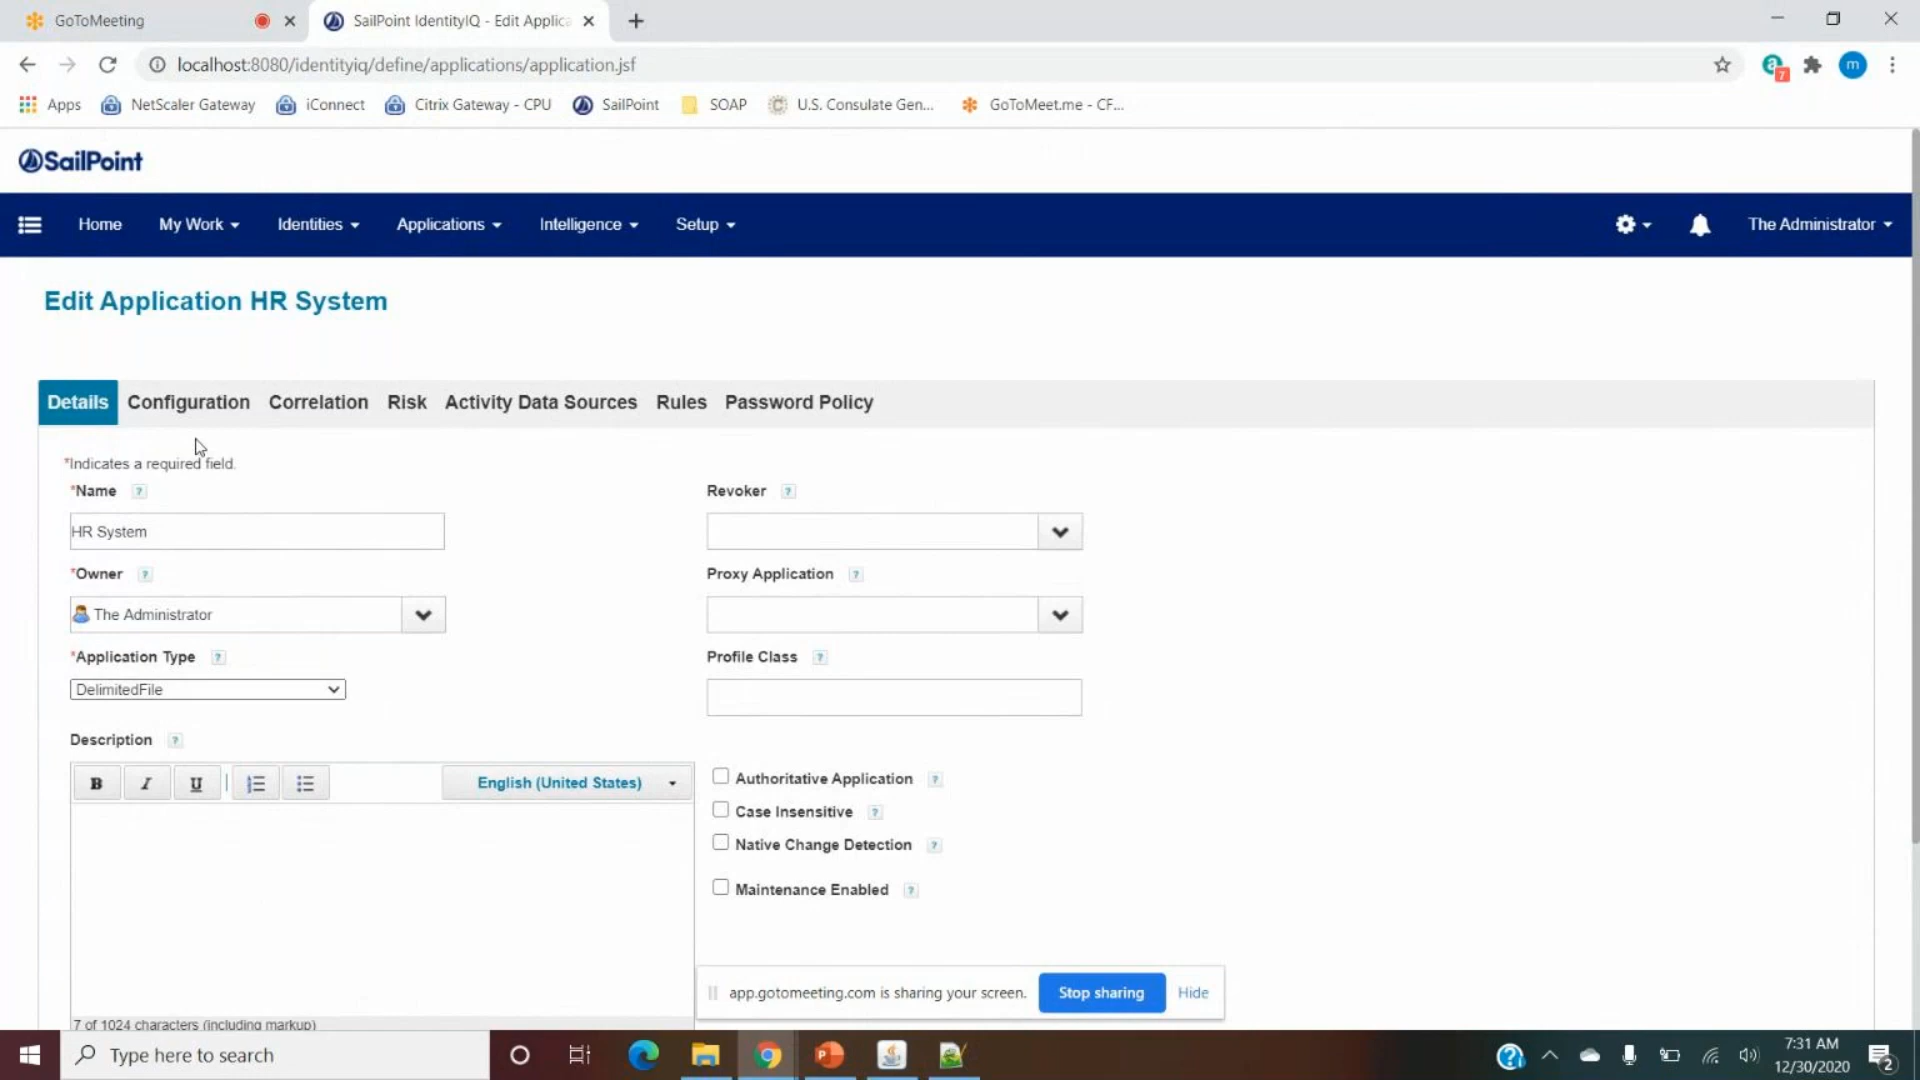 GoToMeeting
SailPoint IdentityIQ - Edit Applica
localhost:8080/identityiq/define/applications/application.jsf
a 7
m
Apps
NetScaler Gateway
iConnect
Citrix Gateway - CPU
SailPoint
SOAP
U.S. Consulate Gen...
GoToMeet.me - CF...
SailPoint
Home
My Work
Identities
Applications
Intelligence
Setup
The Administrator
Edit Application HR System
Details
Configuration
Correlation
Risk
Activity Data Sources
Rules
Password Policy
*Indicates a required field.
*Name ?
HR System
*Owner ?
The Administrator
*Application Type ?
DelimitedFile
Description ?
B I U
English (United States)
7 of 1024 characters (including markup)
Revoker ?
Proxy Application ?
Profile Class ?
Authoritative Application ?
Case Insensitive ?
Native Change Detection ?
Maintenance Enabled ?
app.gotomeeting.com is sharing your screen.
Stop sharing
Hide
Type here to search
7:31 AM
12/30/2020
2